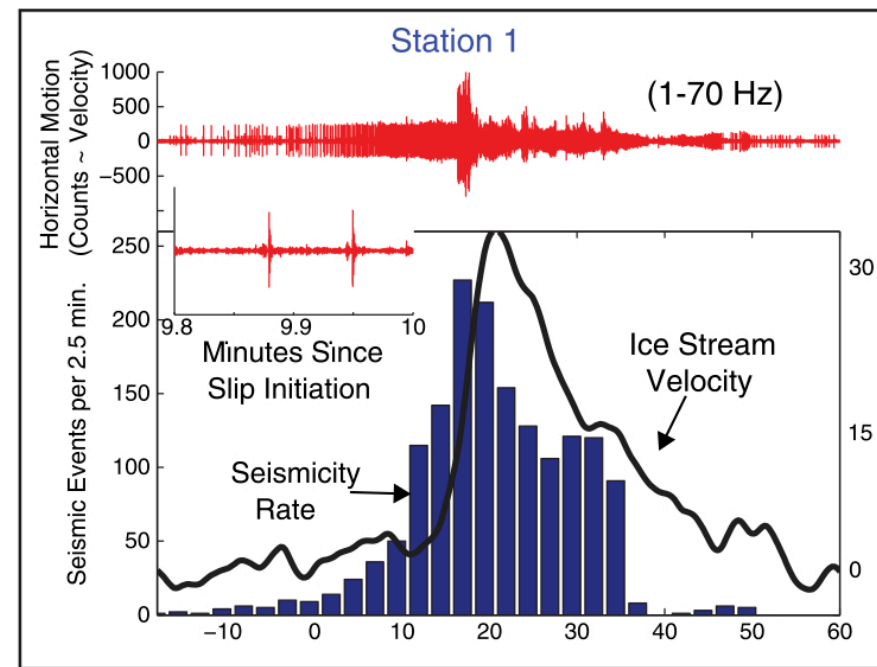 Station 1
Horizontal Motion
(Counts ~ Velocity)
1000
500
0
−500
(1-70 Hz)
9.8
9.9
10
Minutes Since
Slip Initiation
Seismic Events per 2.5 min.
250
200
150
100
50
0
Seismicity
Rate
Ice Stream
Velocity
30
15
0
−10
0
10
20
30
40
50
60